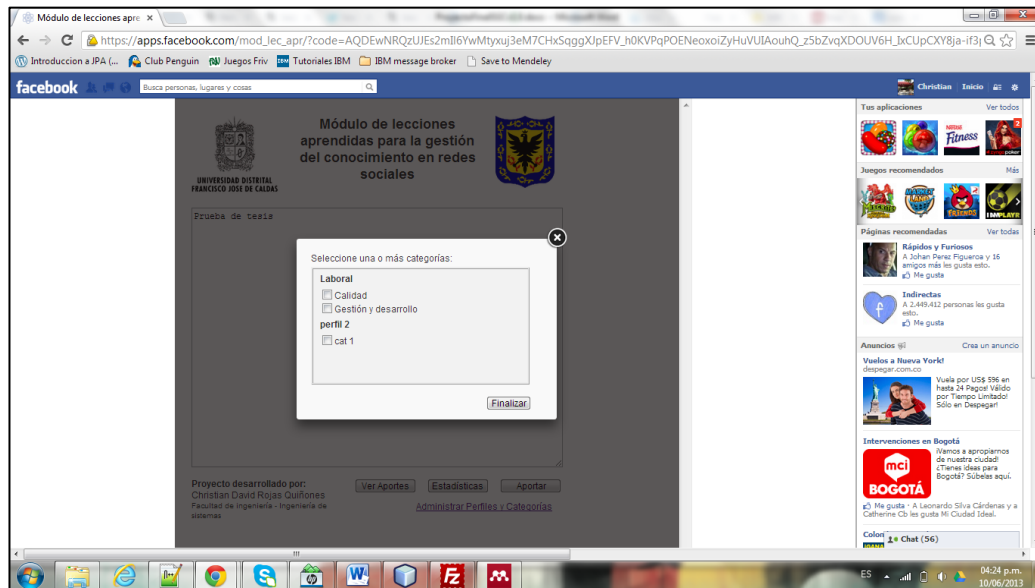 Módulo de lecciones apre
https://apps.facebook.com/mod_lec_apr/?code=AQDEwNRQzUJEs2mIl6YwMtyxuj3eM7CHxSqggXJpEFV_h0KVPqPOENeoxoiZyHuVUIAouhQ_z5bZvqXDOUV6H_IxCUpCXY8ja-if3
Introduccion a JPA (...
Club Penguin
Juegos Friv
Tutoriales IBM
IBM message broker
Save to Mendeley
facebook
Busca personas, lugares y cosas
Christian
Inicio
Módulo de lecciones
aprendidas para la gestión
del conocimiento en redes
sociales
UNIVERSIDAD DISTRITAL
FRANCISCO JOSE DE CALDAS
Prueba de tesis
Seleccione una o más categorías:
Laboral
Calidad
Gestión y desarrollo
perfil 2
cat 1
Finalizar
Proyecto desarrollado por:
Christian David Rojas Quiñones
Facultad de Ingeniería - Ingeniería de
sistemas
Ver Aportes
Estadísticas
Aportar
Administrar Perfiles y Categorías
Tus aplicaciones
Ver todos
Fitness
poker
Juegos recomendados
Más
Páginas recomendadas
Ver todas
Rápidos y Furiosos
A Johan Perez Figueroa y 16
amigos más les gusta esto.
Me gusta
Indirectas
A 2.449.412 personas les gusta
esto.
Me gusta
Anuncios
Crea un anuncio
Vuelos a Nueva York!
despegar.com.co
Vuela por US$ 596 en
hasta 24 Pagos! Válido
por Tiempo Limitado!
Sólo en Despegar!
Intervenciones en Bogotá
mci
BOGOTÁ
¡Vamos a apropiarnos
de nuestra ciudad!
¿Tienes ideas para
Bogotá? Súbelas aquí.
Me gusta · A Leonardo Silva Cárdenas y a
Catherine Cb les gusta Mi Ciudad Ideal.
Colon
Chat (56)
ES
04:24 p.m.
10/06/2013